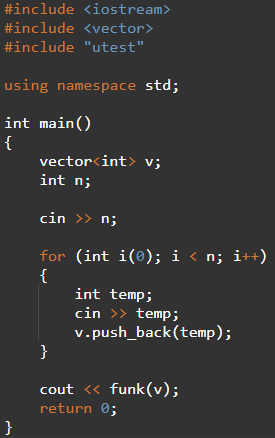 #include <iostream>
#include <vector>
#include "utest"
using namespace std;
int main()
{
vector<int> v;
int n;
cin >> n;
for (int i(0); i < n; i++)
{
int temp;
cin >> temp;
v.push_back(temp);
}
cout << funk(v);
return 0;
}